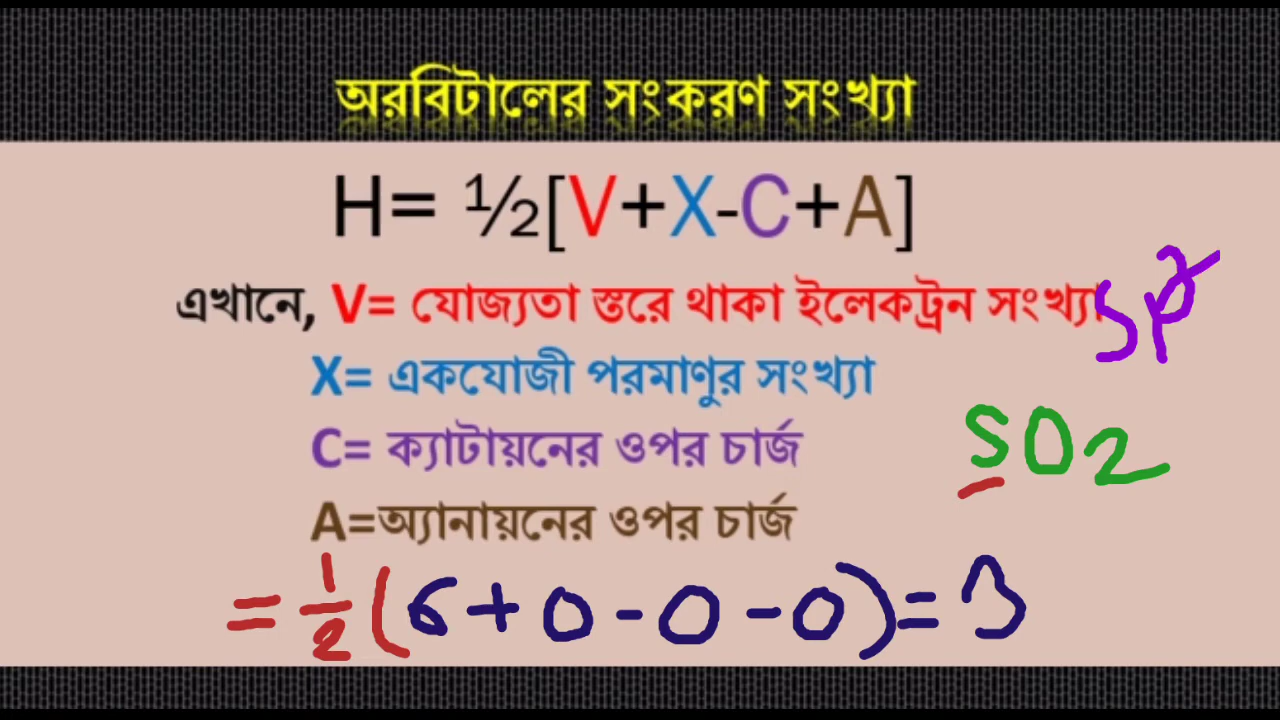 অরবিটালের সংকরণ সংখ্যা
H= ½[V+X-C+A]
এখানে, V= যোজ্যতা স্তরে থাকা ইলেকট্রন সংখ্যা
sp²
X= একযোজী পরমাণুর সংখ্যা
SO2
C= ক্যাটায়নের ওপর চার্জ
A=অ্যানায়নের ওপর চার্জ
= 1/2 (6+0-0-0)= 3